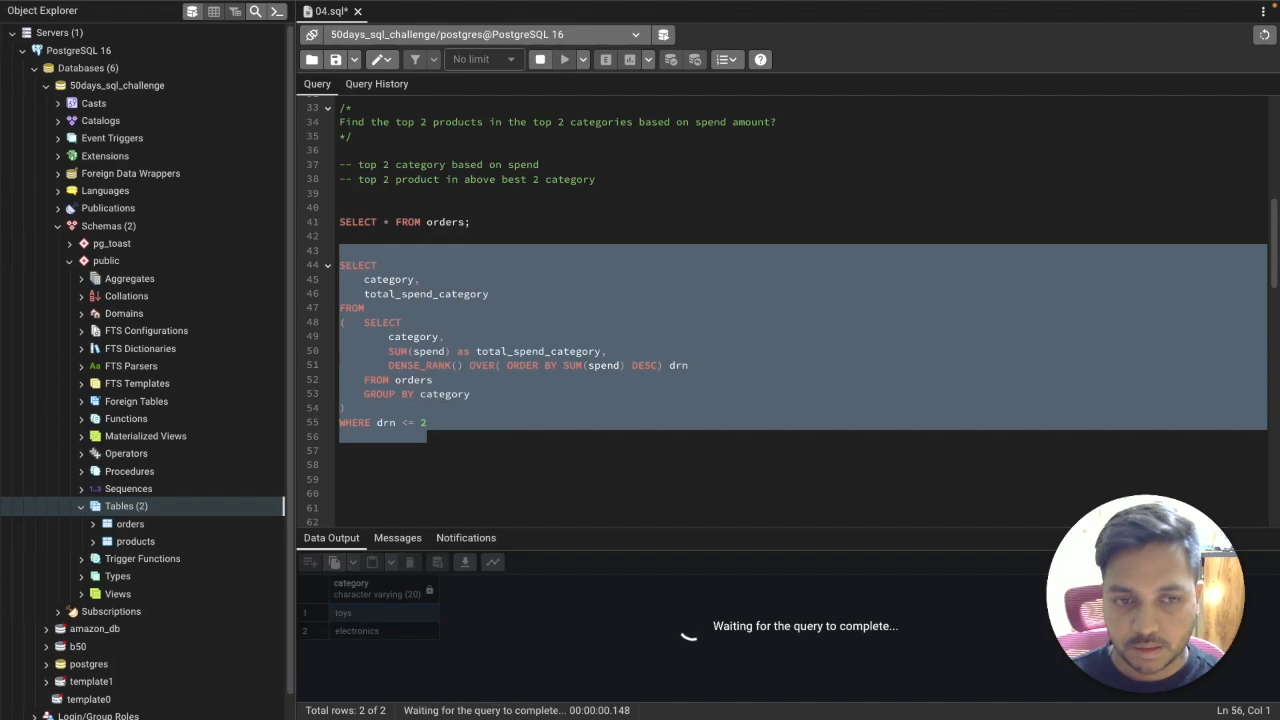 Object Explorer
04.sql*
Servers (1)
PostgreSQL 16
Databases (6)
50days_sql_challenge
Casts
Catalogs
Event Triggers
Extensions
Foreign Data Wrappers
Languages
Publications
Schemas (2)
pg_toast
public
Aggregates
Collations
Domains
FTS Configurations
FTS Dictionaries
Aa FTS Parsers
FTS Templates
Foreign Tables
Functions
Materialized Views
Operators
Procedures
1..3 Sequences
Tables (2)
orders
products
Trigger Functions
Types
Views
Subscriptions
amazon_db
b50
postgres
template1
template0
Login/Group Roles
50days_sql_challenge/postgres@PostgreSQL 16
No limit
Query Query History
33 /*
34 Find the top 2 products in the top 2 categories based on spend amount?
35 */
36
37 -- top 2 category based on spend
38 -- top 2 product in above best 2 category
39
40
41 SELECT * FROM orders;
42
43
44 SELECT
45 category,
46 total_spend_category
47 FROM
48 ( SELECT
49 category,
50 SUM(spend) as total_spend_category,
51 DENSE_RANK() OVER( ORDER BY SUM(spend) DESC) drn
52 FROM orders
53 GROUP BY category
54 )
55 WHERE drn <= 2
56
57
58
59
60
61
62
Data Output Messages Notifications
category
character varying (20)
1 toys
2 electronics
Waiting for the query to complete...
Total rows: 2 of 2 Waiting for the query to complete... 00:00:00.148 Ln 56, Col 1